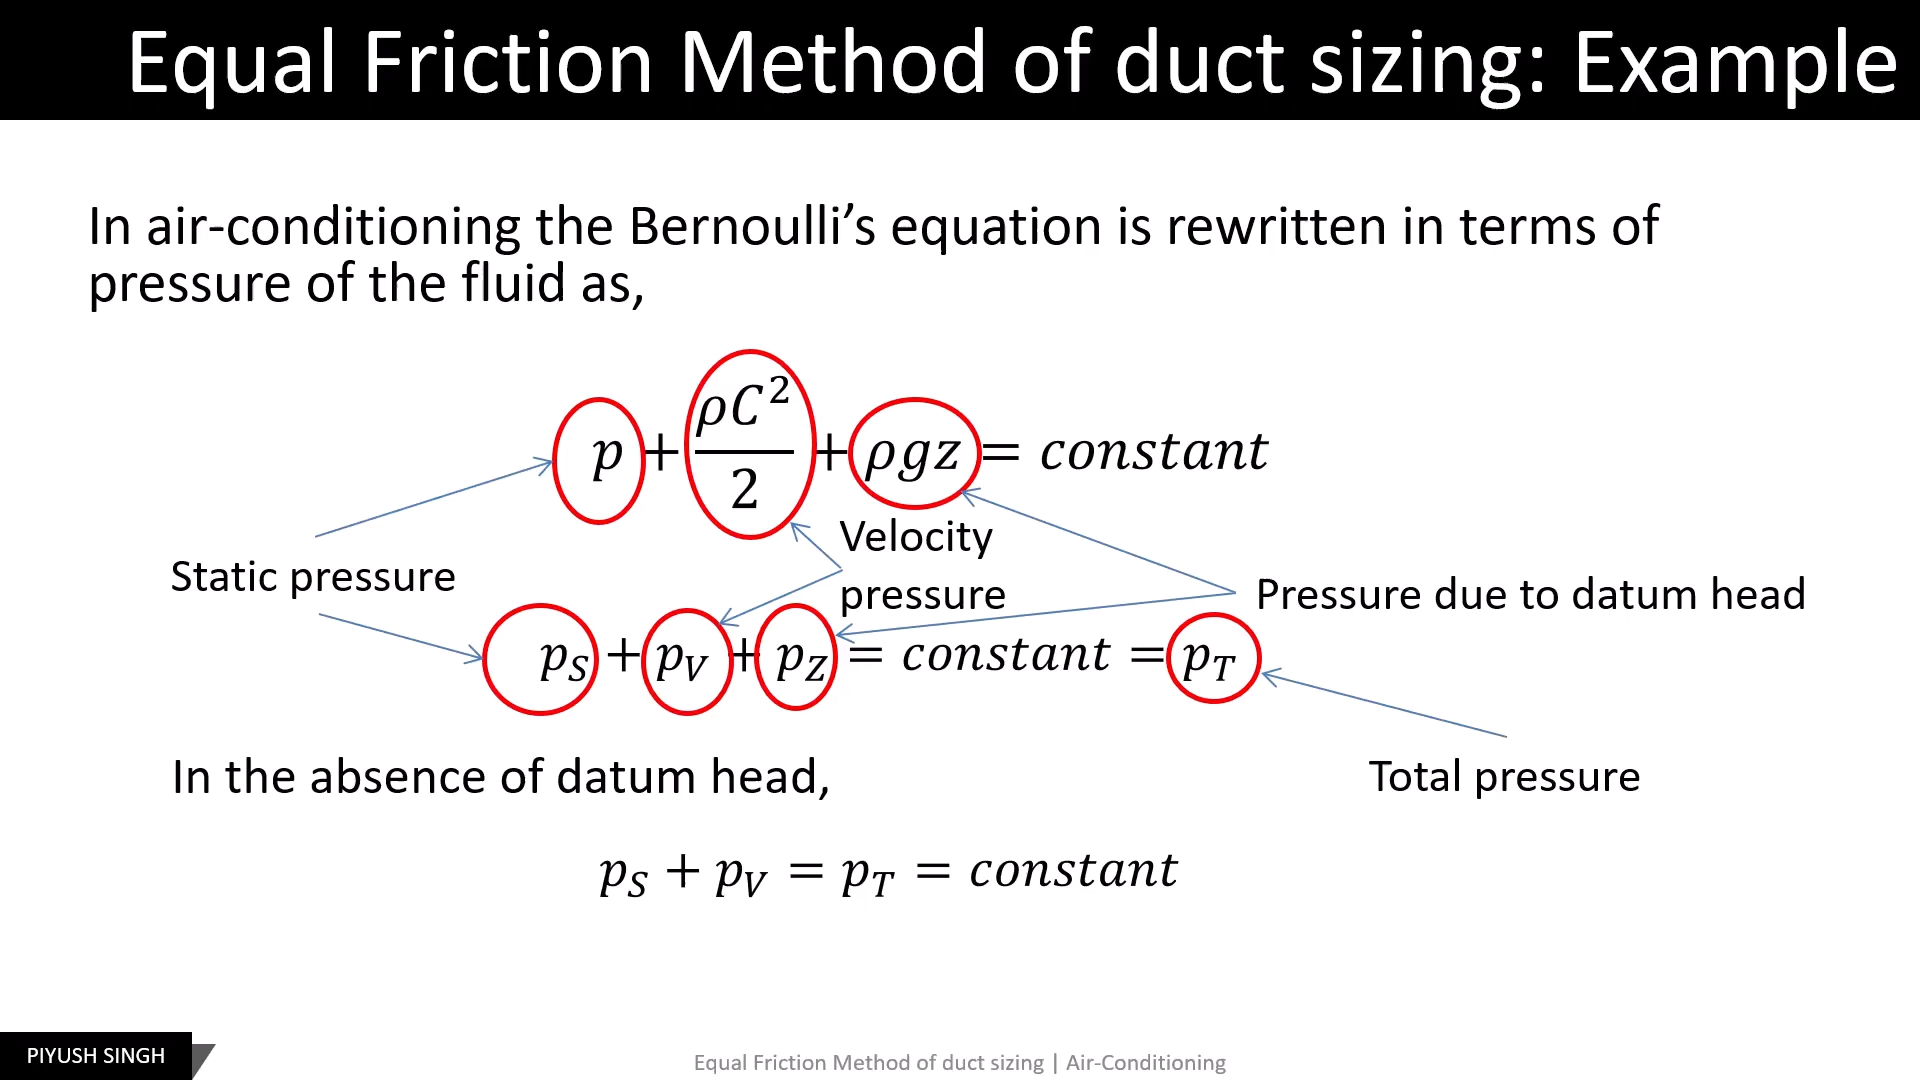 Equal Friction Method of duct sizing: Example
In air-conditioning the Bernoulli’s equation is rewritten in terms of
pressure of the fluid as,
p + ρC²/2 + ρgz = constant
Static pressure
Velocity
pressure
Pressure due to datum head
p_S + p_V + p_Z = constant = p_T
In the absence of datum head,
Total pressure
p_S + p_V = p_T = constant
PIYUSH SINGH
Equal Friction Method of duct sizing | Air-Conditioning